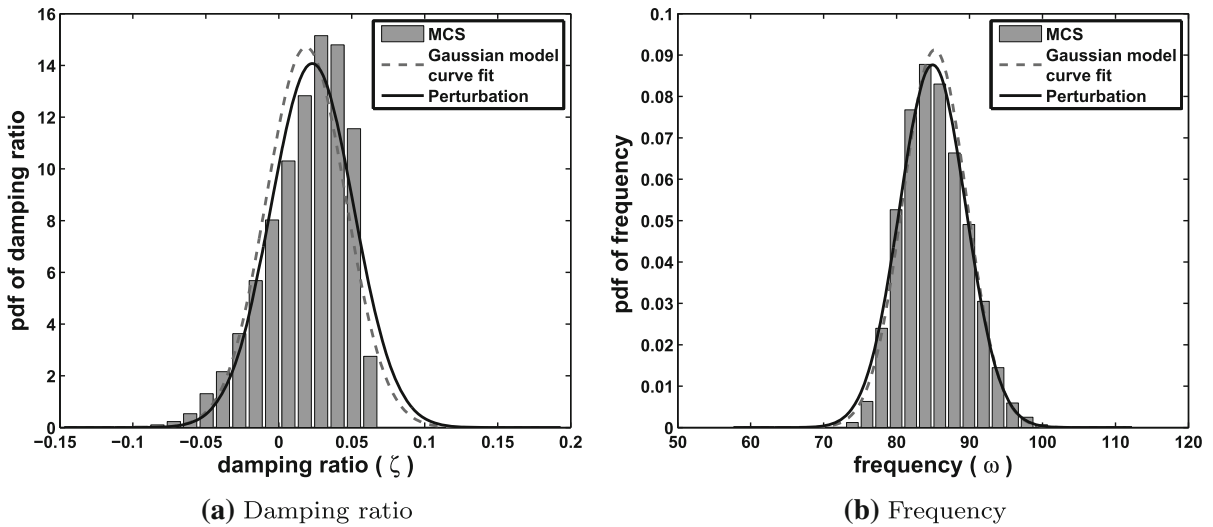 16
14
12
10
8
6
4
2
0
pdf of damping ratio
MCS
Gaussian model
curve fit
Perturbation
−0.15
−0.1
−0.05
0
0.05
0.1
0.15
0.2
damping ratio ( ζ )
(a) Damping ratio
0.1
0.09
0.08
0.07
0.06
0.05
0.04
0.03
0.02
0.01
0
pdf of frequency
MCS
Gaussian model
curve fit
Perturbation
50
60
70
80
90
100
110
120
frequency ( ω )
(b) Frequency